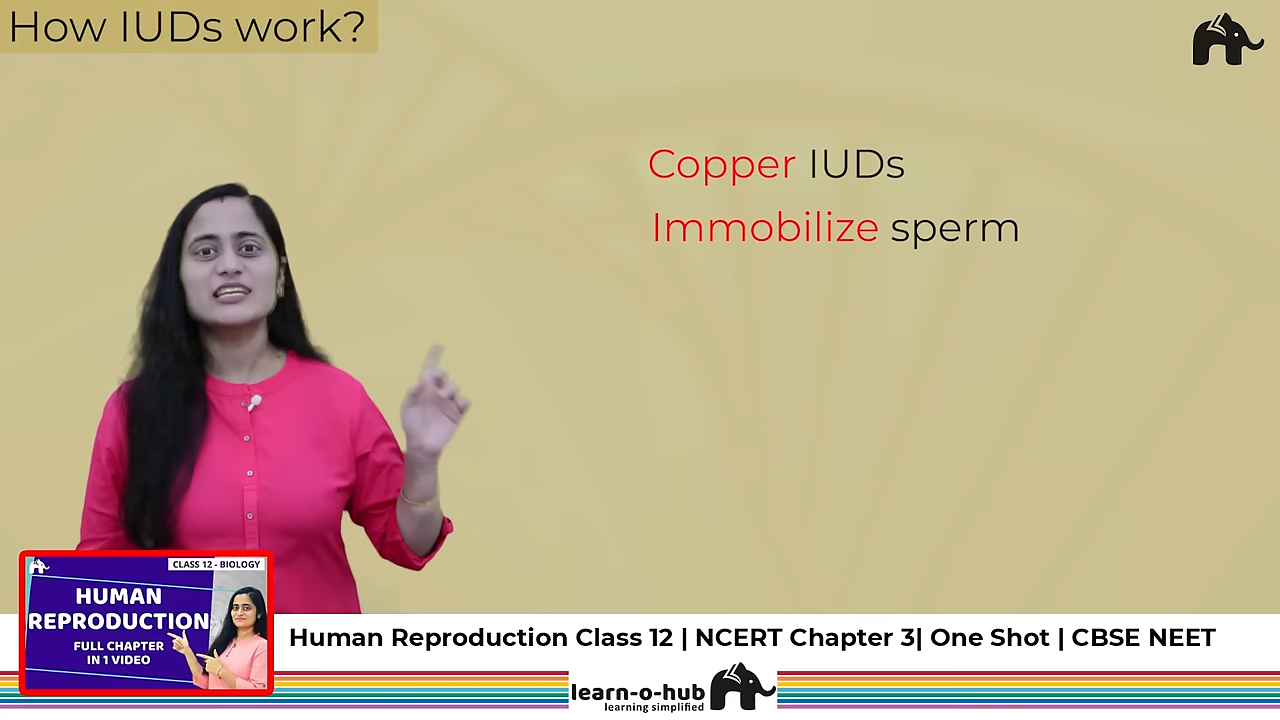 How IUDs work?
Copper IUDs
Immobilize sperm
CLASS 12 - BIOLOGY
HUMAN
REPRODUCTION
FULL CHAPTER
IN 1 VIDEO
Human Reproduction Class 12 | NCERT Chapter 3| One Shot | CBSE NEET
learn-o-hub
learning simplified